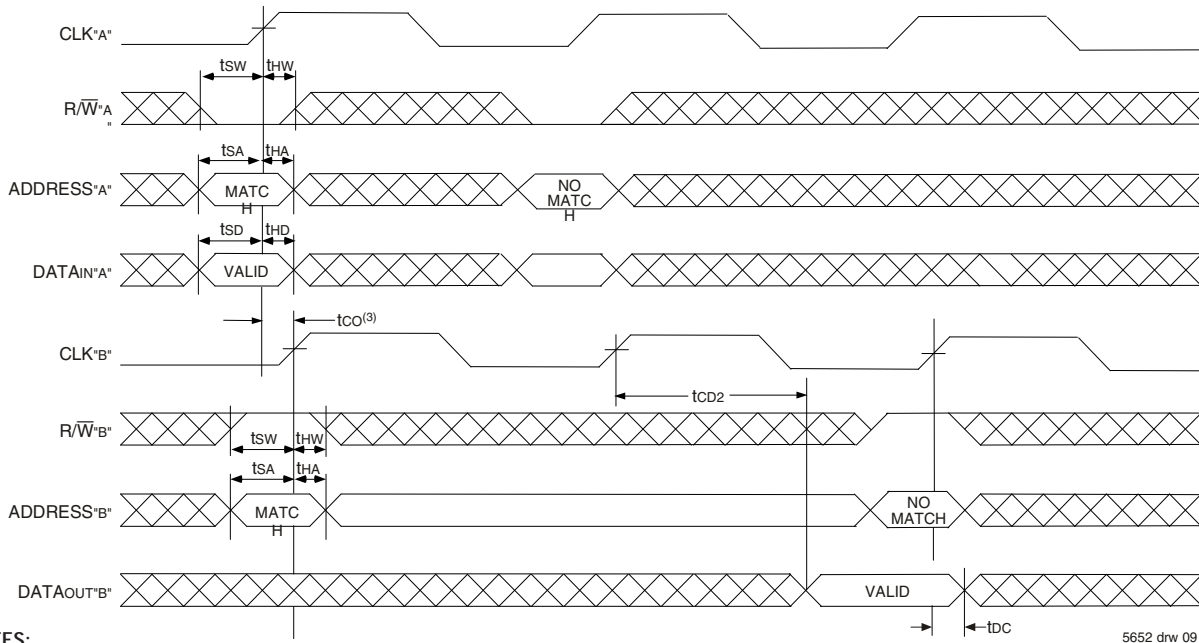 CLK"A"
tSW tHW
R/W"A
"
tSA tHA
ADDRESS"A"
MATC
H
NO
MATC
H
tSD tHD
DATAIN"A"
VALID
tCO(3)
CLK"B"
tCD2
R/W"B"
tSW tHW
tSA tHA
ADDRESS"B"
MATC
H
NO
MATCH
DATAOUT"B"
VALID
tDC
5652 drw 09